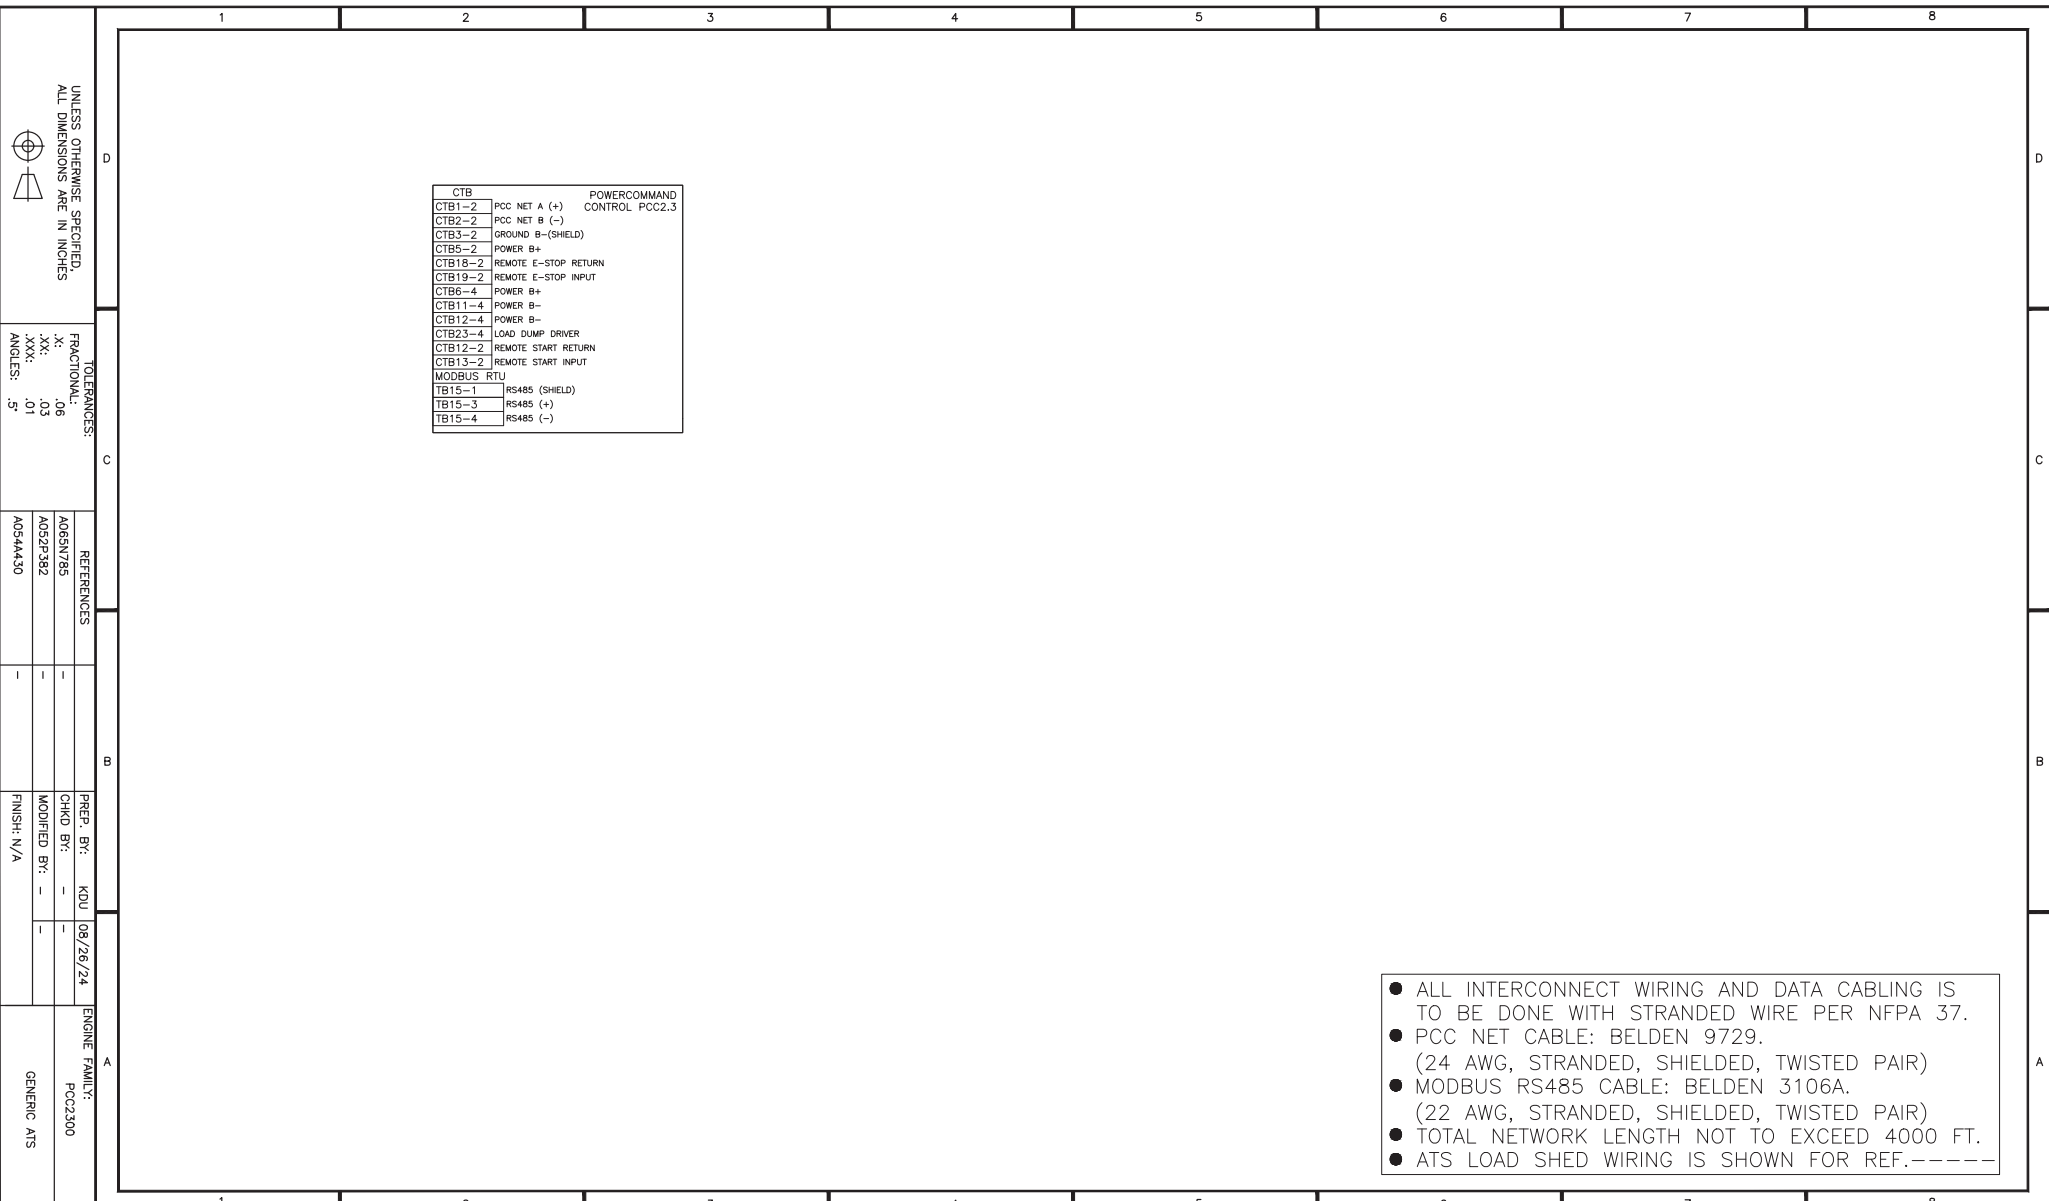 1 2 3 4 5 6 7 8
UNLESS OTHERWISE SPECIFIED,
ALL DIMENSIONS ARE IN INCHES
TOLERANCES:
FRACTIONAL:
.X: .06
.XX: .03
.XXX: .01
ANGLES: .5°
REFERENCES
A065N785 -
A052P382 -
A054A430 -
PREP. BY: KDU 08/26/24
CHKD BY: - -
MODIFIED BY: - -
FINISH: N/A
ENGINE FAMILY:
PCC2300
GENERIC ATS
D D
CTB POWERCOMMAND
CONTROL PCC2.3
CTB1-2 PCC NET A (+)
CTB2-2 PCC NET B (-)
CTB3-2 GROUND B-(SHIELD)
CTB5-2 POWER B+
CTB18-2 REMOTE E-STOP RETURN
CTB19-2 REMOTE E-STOP INPUT
CTB6-4 POWER B+
CTB11-4 POWER B-
CTB12-4 POWER B-
CTB23-4 LOAD DUMP DRIVER
CTB12-2 REMOTE START RETURN
CTB13-2 REMOTE START INPUT
MODBUS RTU
TB15-1 RS485 (SHIELD)
TB15-3 RS485 (+)
TB15-4 RS485 (-)
C C
B B
A A
● ALL INTERCONNECT WIRING AND DATA CABLING IS
TO BE DONE WITH STRANDED WIRE PER NFPA 37.
● PCC NET CABLE: BELDEN 9729.
(24 AWG, STRANDED, SHIELDED, TWISTED PAIR)
● MODBUS RS485 CABLE: BELDEN 3106A.
(22 AWG, STRANDED, SHIELDED, TWISTED PAIR)
● TOTAL NETWORK LENGTH NOT TO EXCEED 4000 FT.
● ATS LOAD SHED WIRING IS SHOWN FOR REF.-----